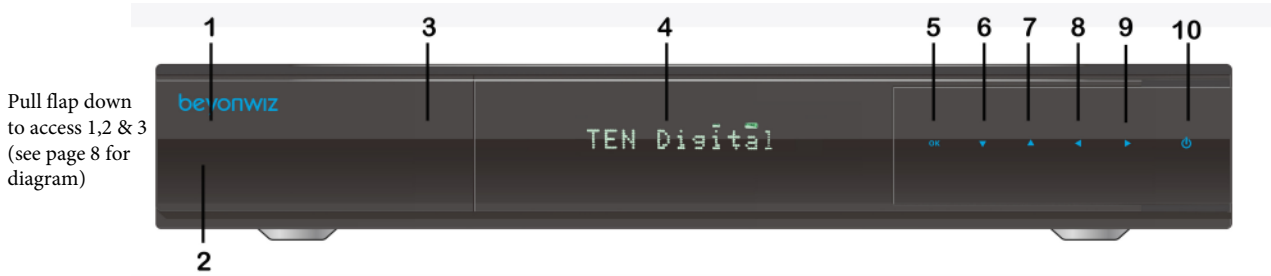 1 3 4 5 6 7 8 9 10
Pull flap down
to access 1,2 & 3
(see page 8 for
diagram)
beyonwiz
TEN Digital
OK
2